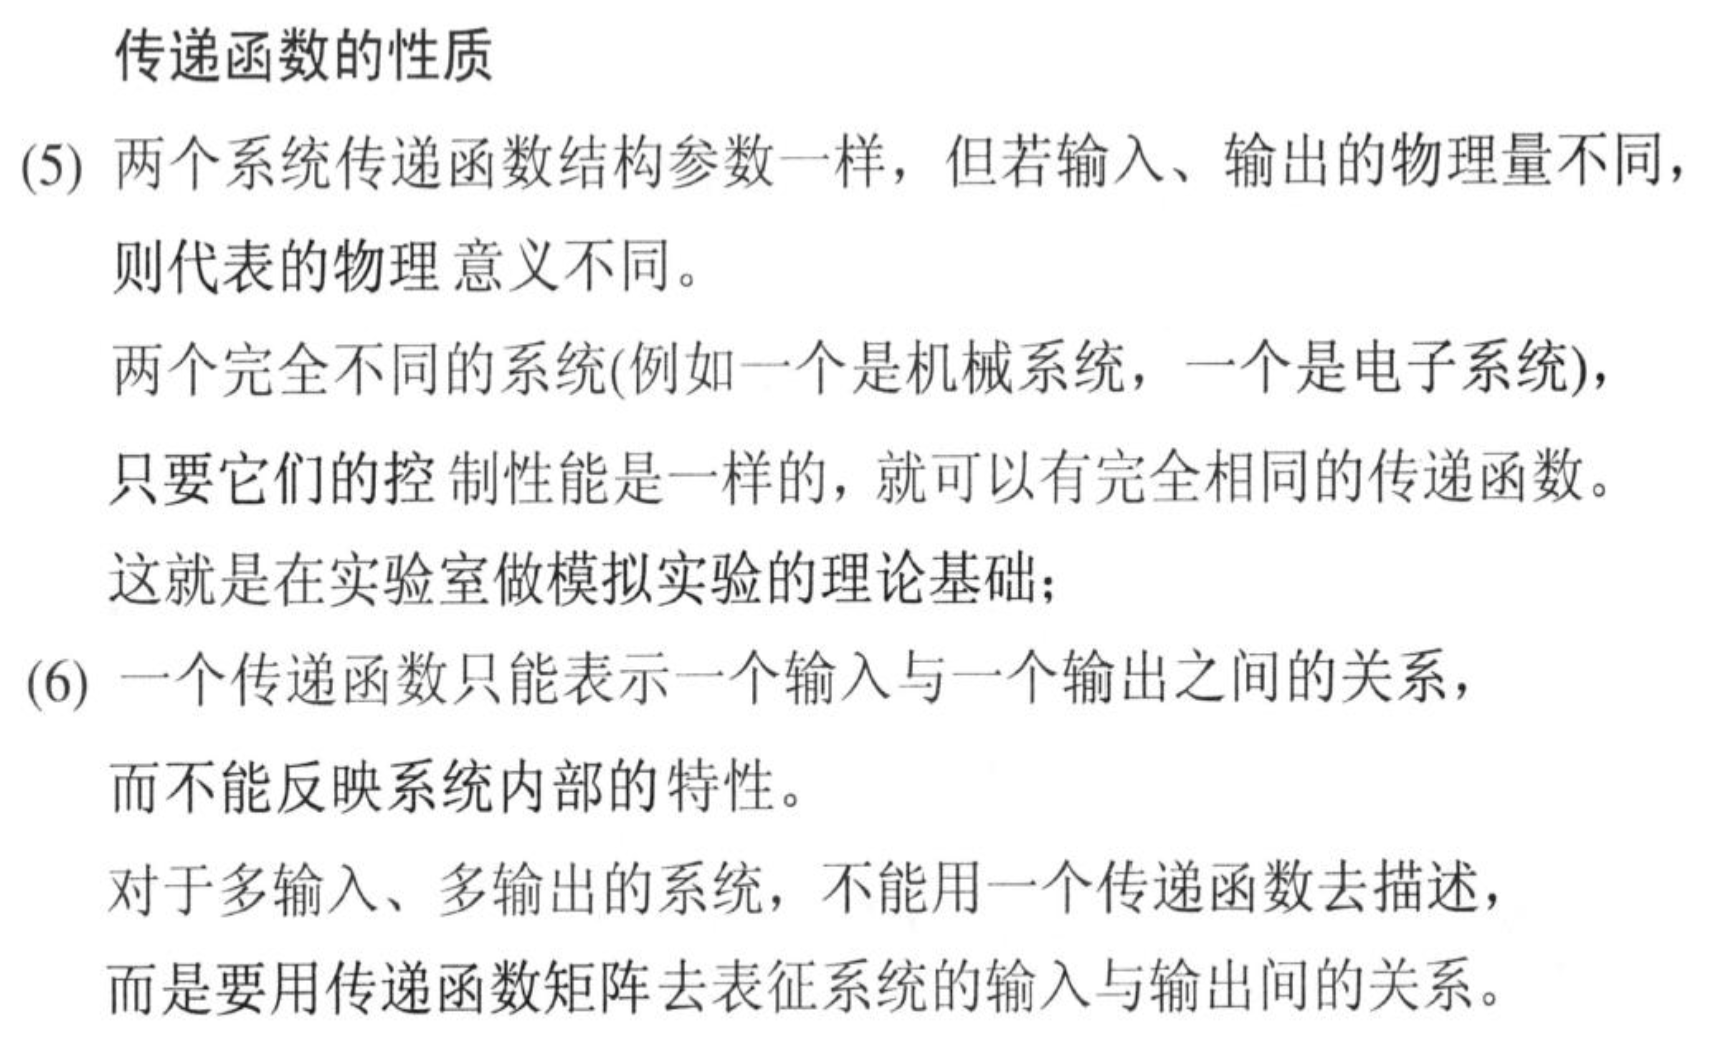 传递函数的性质
(5) 两个系统传递函数结构参数一样，但若输入、输出的物理量不同，
则代表的物理意义不同。
两个完全不同的系统(例如一个是机械系统，一个是电子系统)，
只要它们的控制性能是一样的，就可以有完全相同的传递函数。
这就是在实验室做模拟实验的理论基础；
(6) 一个传递函数只能表示一个输入与一个输出之间的关系，
而不能反映系统内部的特性。
对于多输入、多输出的系统，不能用一个传递函数去描述，
而是要用传递函数矩阵去表征系统的输入与输出间的关系。